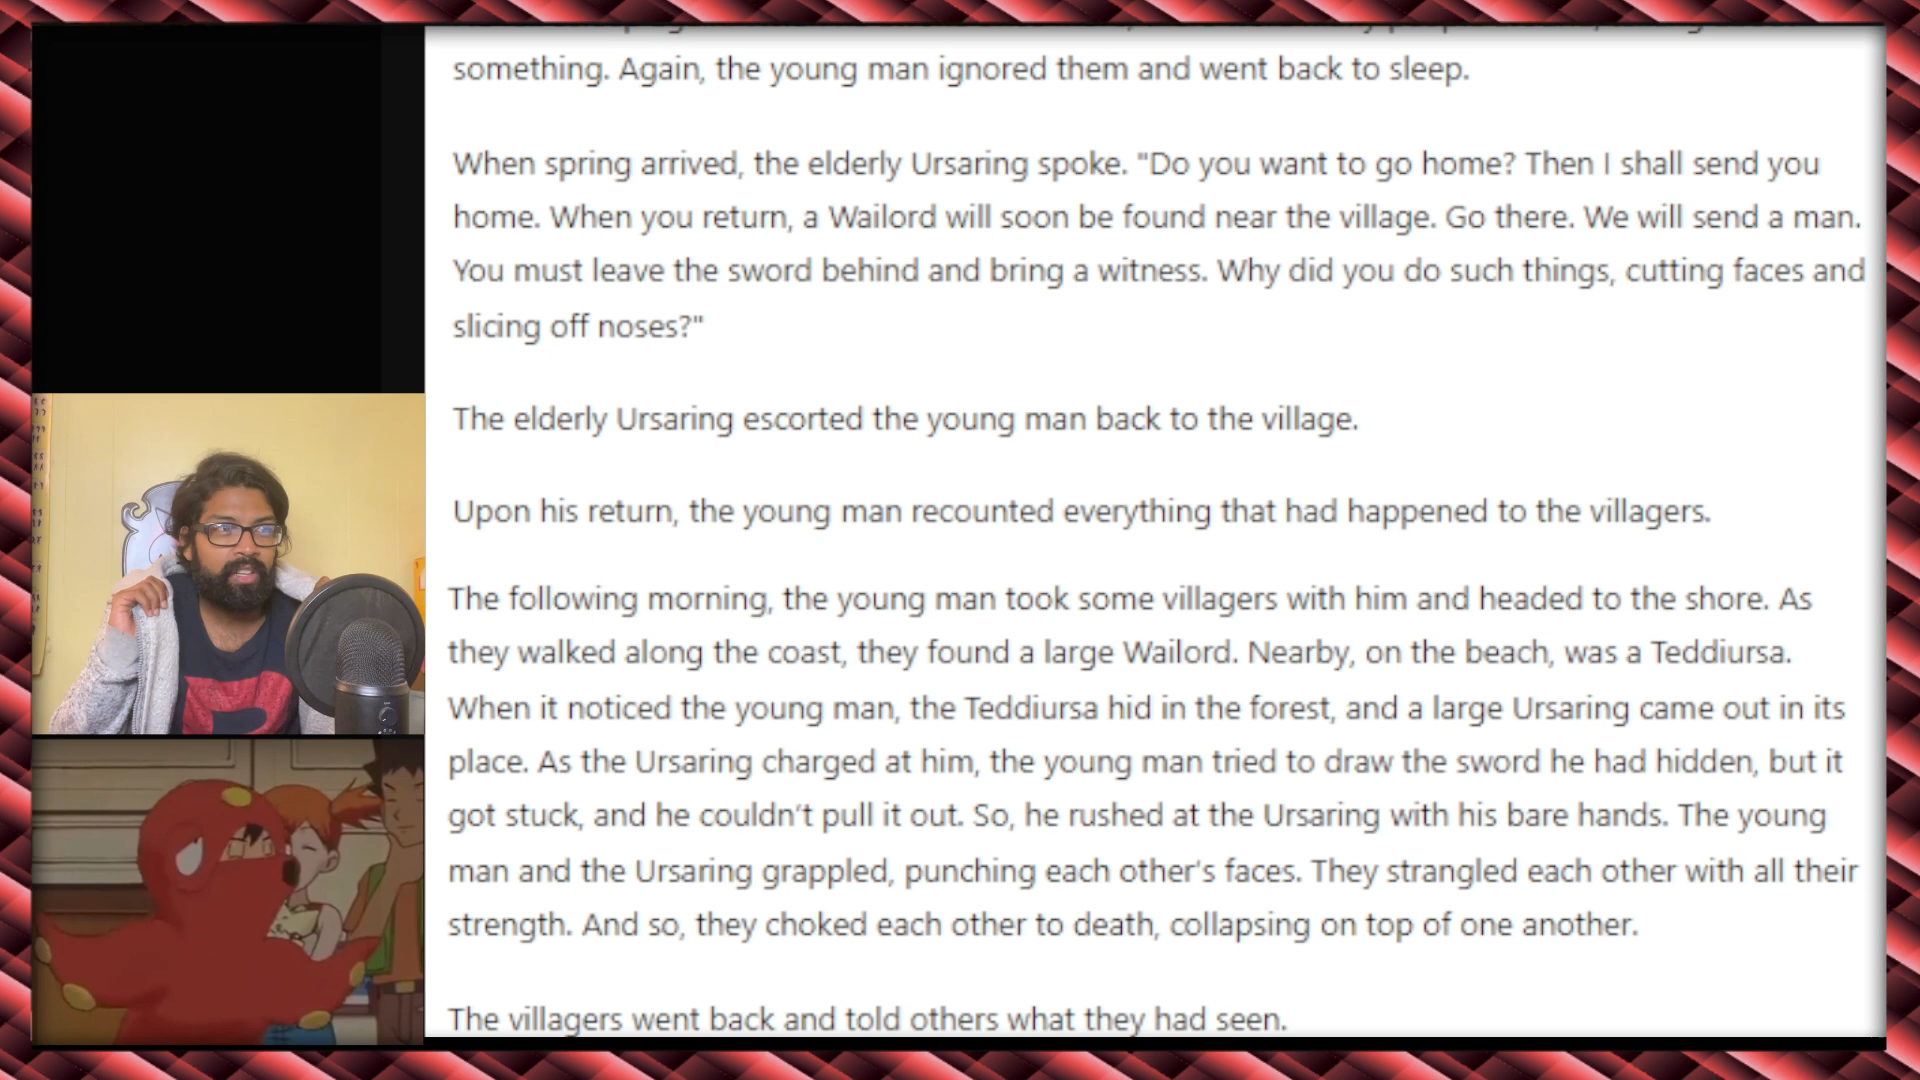 something. Again, the young man ignored them and went back to sleep.
When spring arrived, the elderly Ursaring spoke. "Do you want to go home? Then I shall send you
home. When you return, a Wailord will soon be found near the village. Go there. We will send a man.
You must leave the sword behind and bring a witness. Why did you do such things, cutting faces and
slicing off noses?"
The elderly Ursaring escorted the young man back to the village.
Upon his return, the young man recounted everything that had happened to the villagers.
The following morning, the young man took some villagers with him and headed to the shore. As
they walked along the coast, they found a large Wailord. Nearby, on the beach, was a Teddiursa.
When it noticed the young man, the Teddiursa hid in the forest, and a large Ursaring came out in its
place. As the Ursaring charged at him, the young man tried to draw the sword he had hidden, but it
got stuck, and he couldn't pull it out. So, he rushed at the Ursaring with his bare hands. The young
man and the Ursaring grappled, punching each other's faces. They strangled each other with all their
strength. And so, they choked each other to death, collapsing on top of one another.
The villagers went back and told others what they had seen.